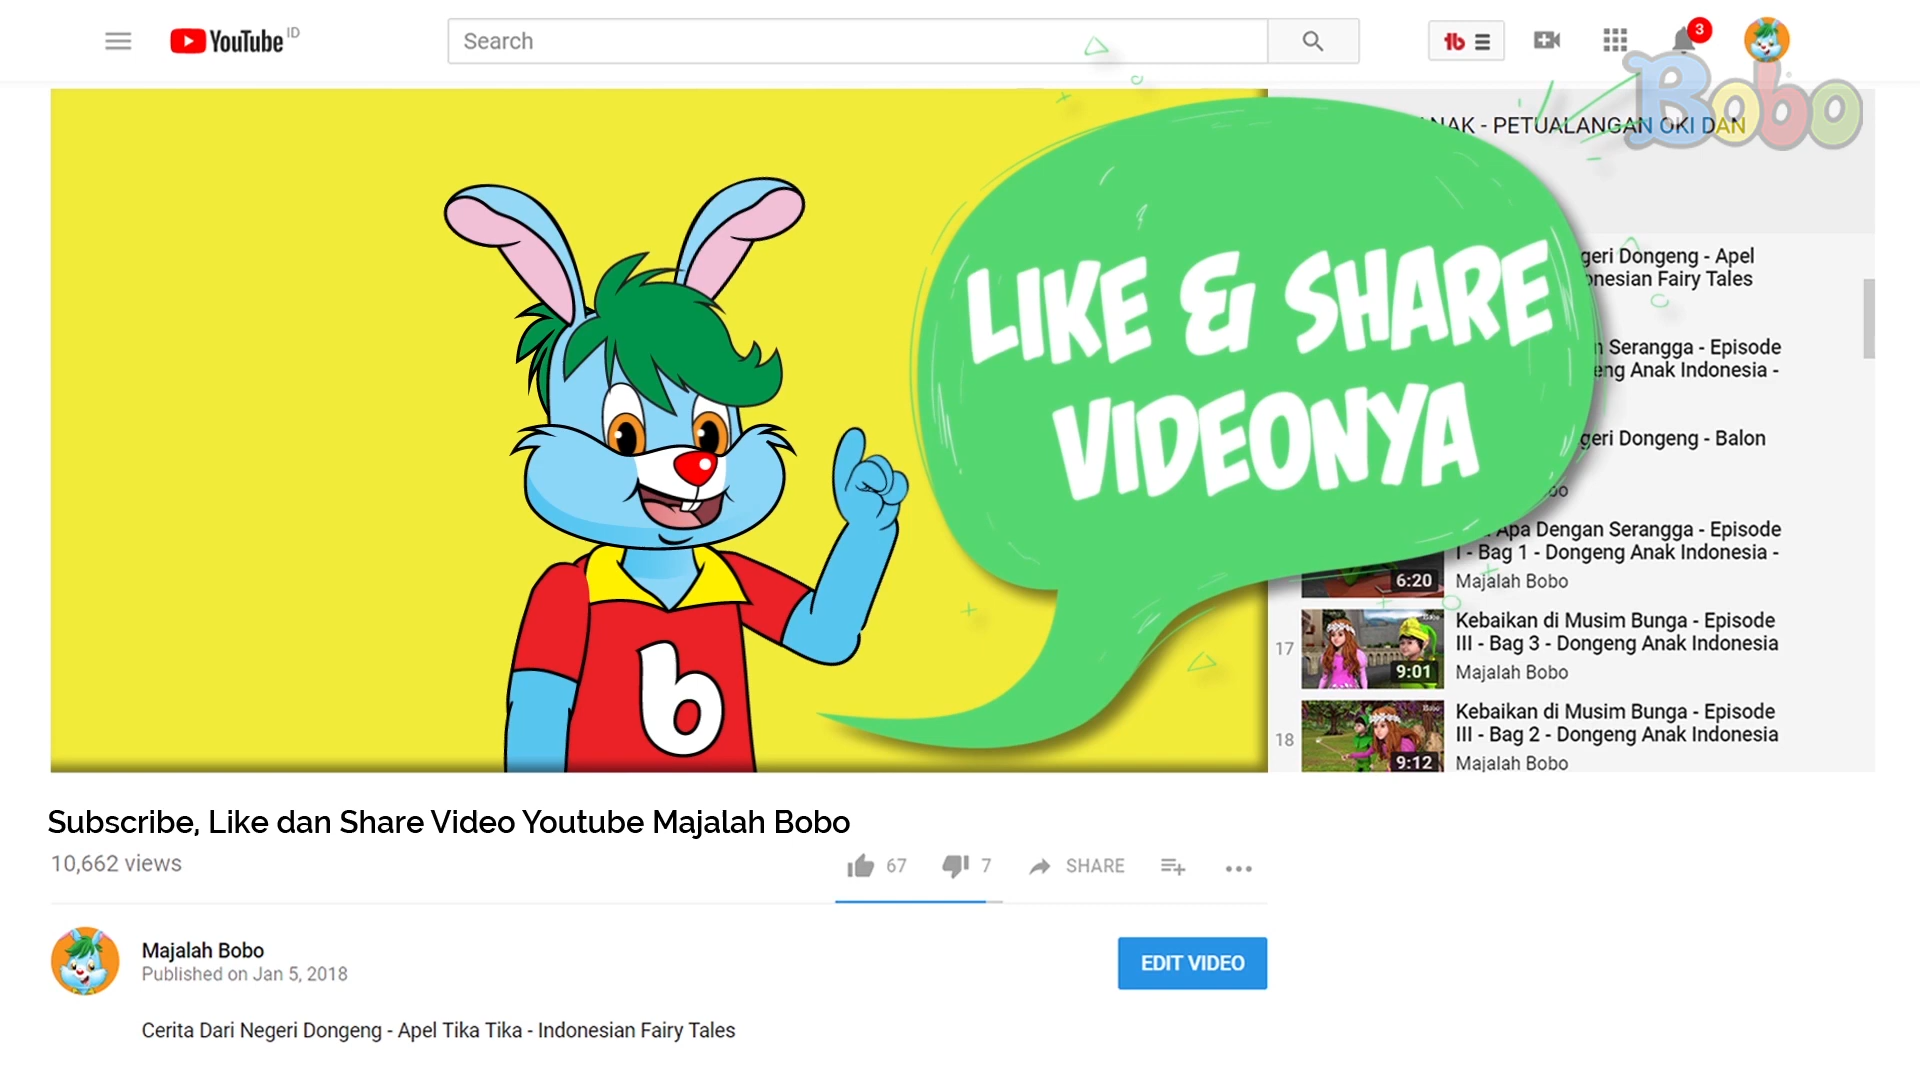 YouTube ID
Search
3
Bobo
NAK - PETUALANGAN OKI DAN
LIKE & SHARE
VIDEONYA
geri Dongeng - Apel
onesian Fairy Tales
n Serangga - Episode
eng Anak Indonesia -
geri Dongeng - Balon
bo
Apa Dengan Serangga - Episode
I - Bag 1 - Dongeng Anak Indonesia -
6:20
Majalah Bobo
17
Kebaikan di Musim Bunga - Episode
III - Bag 3 - Dongeng Anak Indonesia
9:01
Majalah Bobo
18
Kebaikan di Musim Bunga - Episode
III - Bag 2 - Dongeng Anak Indonesia
9:12
Majalah Bobo
b
Subscribe, Like dan Share Video Youtube Majalah Bobo
10,662 views
67
7
SHARE
Majalah Bobo
Published on Jan 5, 2018
EDIT VIDEO
Cerita Dari Negeri Dongeng - Apel Tika Tika - Indonesian Fairy Tales